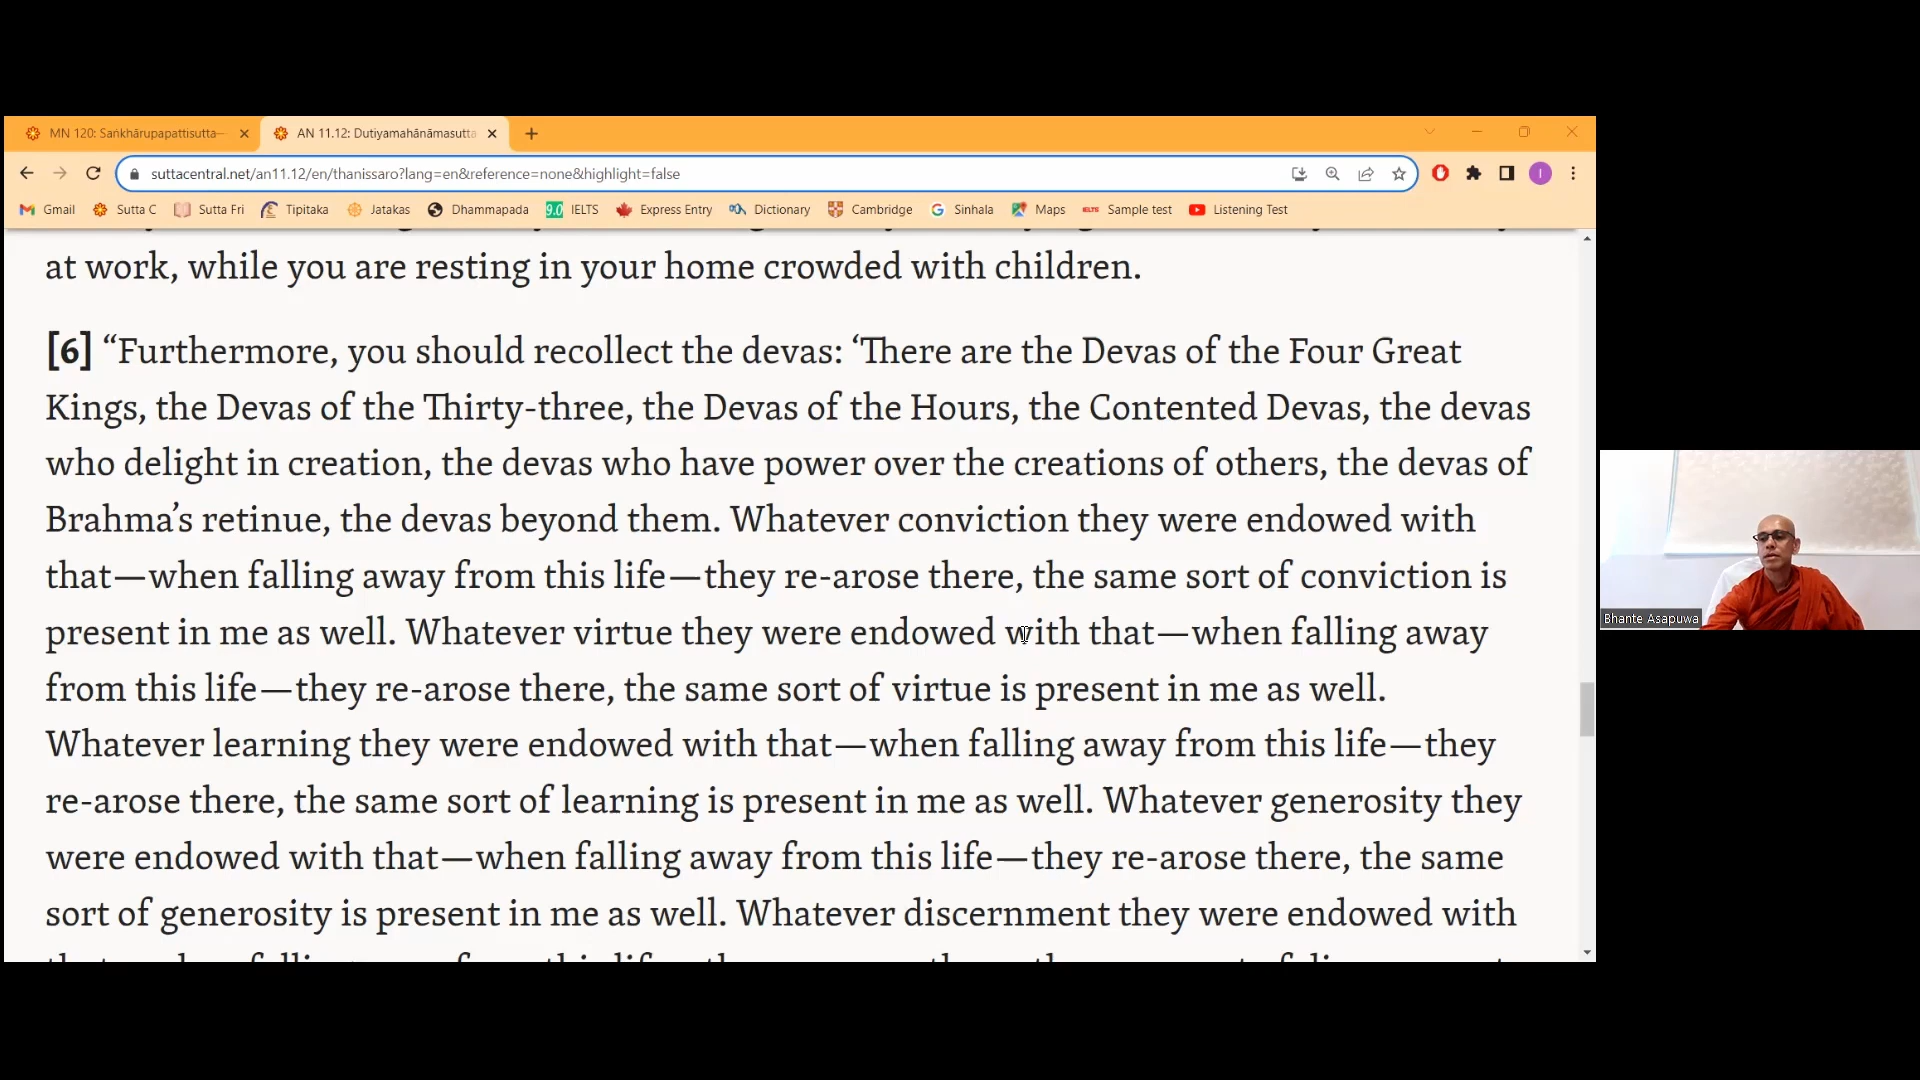 MN 120: Saṅkhārupapattisutta—
AN 11.12: Dutiyamahānāmasutta
suttacentral.net/an11.12/en/thanissaro?lang=en&reference=none&highlight=false
I
Gmail
Sutta C
Sutta Fri
Tipitaka
Jatakas
Dhammapada
9.0 IELTS
Express Entry
Dictionary
Cambridge
Sinhala
Maps
IELTS Sample test
Listening Test
at work, while you are resting in your home crowded with children.
[6] “Furthermore, you should recollect the devas: ‘There are the Devas of the Four Great
Kings, the Devas of the Thirty-three, the Devas of the Hours, the Contented Devas, the devas
who delight in creation, the devas who have power over the creations of others, the devas of
Brahma’s retinue, the devas beyond them. Whatever conviction they were endowed with
that—when falling away from this life—they re-arose there, the same sort of conviction is
present in me as well. Whatever virtue they were endowed with that—when falling away
from this life—they re-arose there, the same sort of virtue is present in me as well.
Whatever learning they were endowed with that—when falling away from this life—they
re-arose there, the same sort of learning is present in me as well. Whatever generosity they
were endowed with that—when falling away from this life—they re-arose there, the same
sort of generosity is present in me as well. Whatever discernment they were endowed with
Bhante Asapuwa